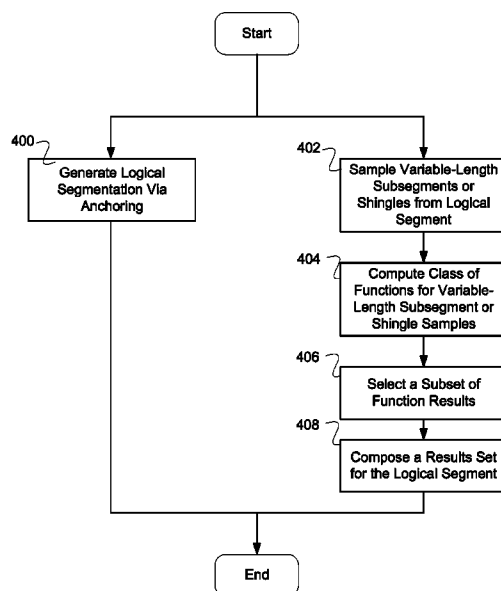 Start
400
Generate Logical
Segmentation Via
Anchoring
402
Sample Variable-Length
Subsegments or
Shingles from Logical
Segment
404
Compute Class of
Functions for Variable-
Length Subsegment or
Shingle Samples
406
Select a Subset of
Function Results
408
Compose a Results Set
for the Logical Segment
End